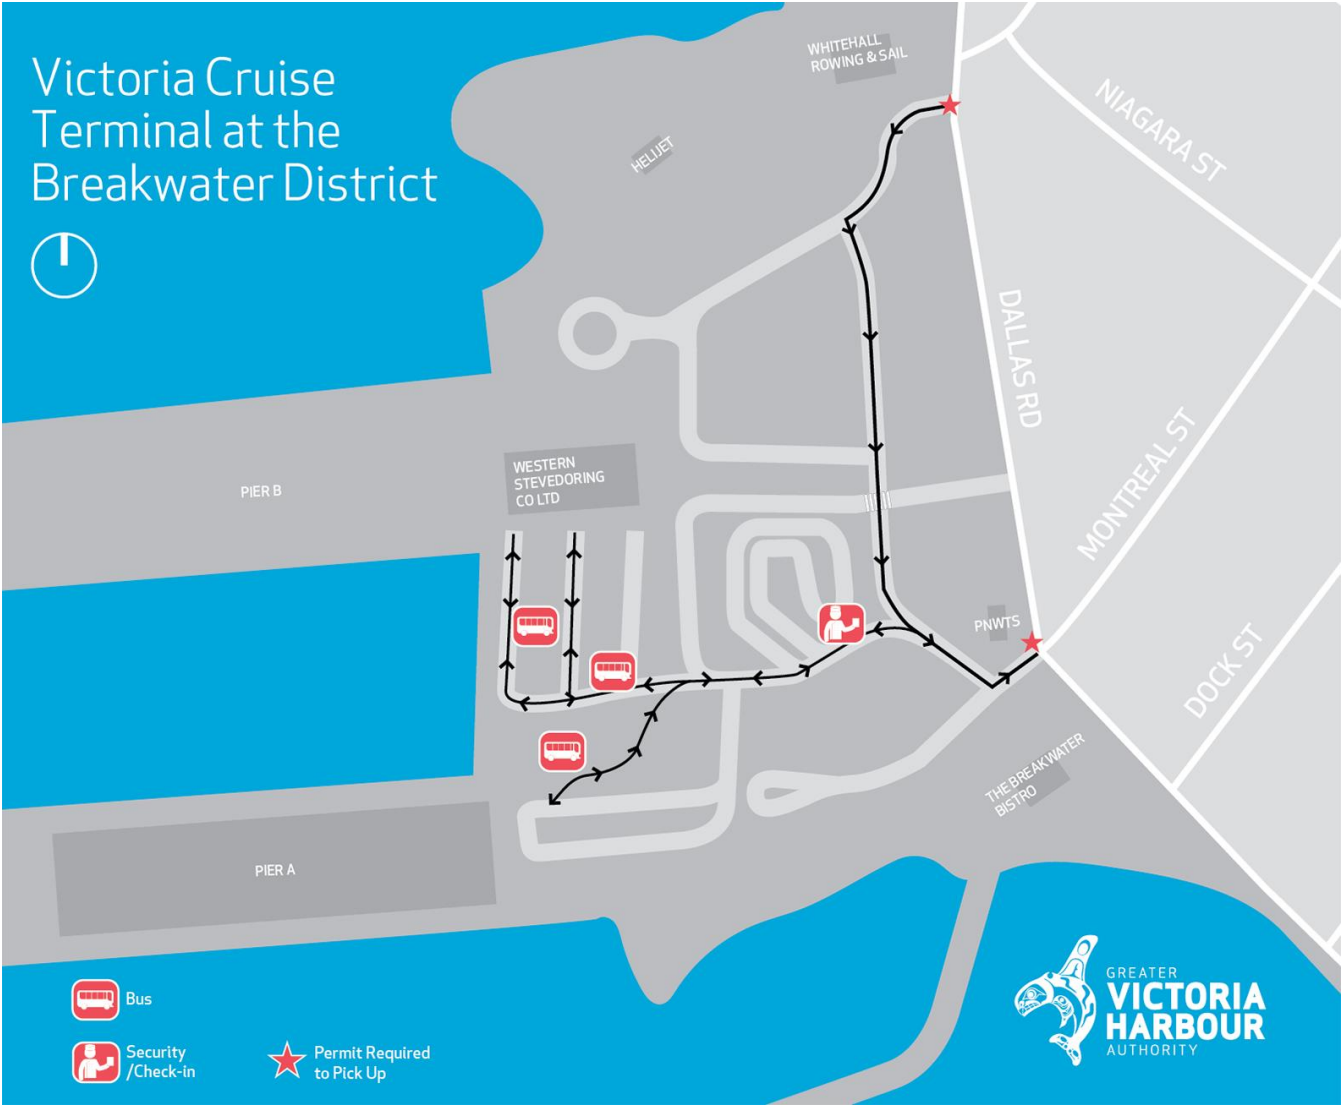 Victoria Cruise
Terminal at the
Breakwater District
WHITEHALL
ROWING & SAIL
HELIJET
NIAGARA ST
DALLAS RD
MONTREAL ST
DOCK ST
WESTERN
STEVEDORING
CO LTD
PIER B
PNWTS
THE BREAKWATER
BISTRO
PIER A
Bus
Security
/Check-in
Permit Required
to Pick Up
GREATER
VICTORIA
HARBOUR
AUTHORITY